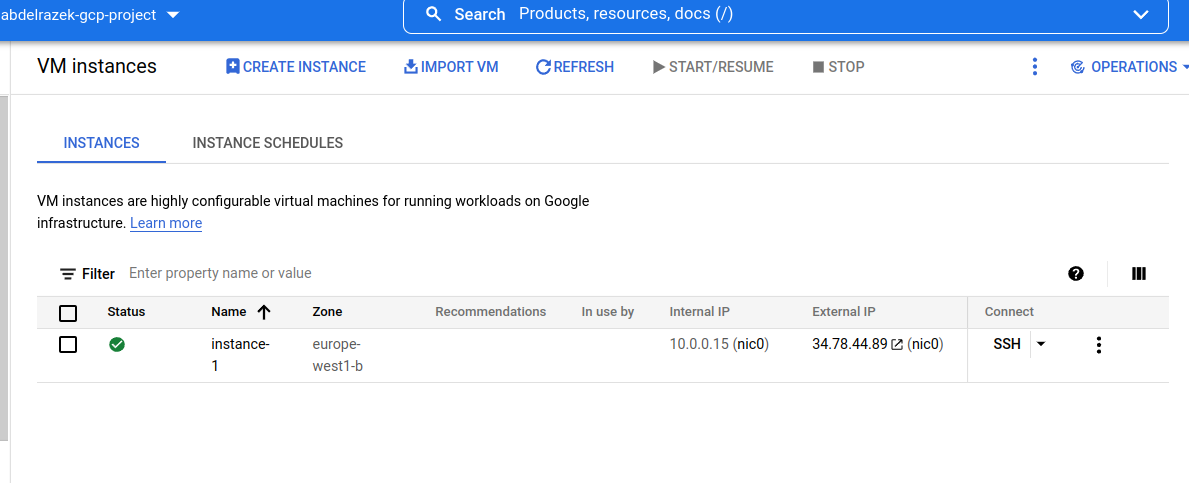 abdelrazek-gcp-project Search Products, resources, docs (/)
VM instances CREATE INSTANCE IMPORT VM REFRESH START/RESUME STOP OPERATIONS
INSTANCES INSTANCE SCHEDULES
VM instances are highly configurable virtual machines for running workloads on Google
infrastructure. Learn more
Filter Enter property name or value
Status Name Zone Recommendations In use by Internal IP External IP Connect
instance- europe- 10.0.0.15 (nic0) 34.78.44.89 (nic0) SSH
1 west1-b